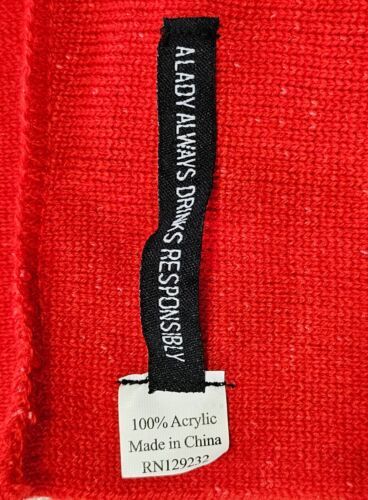 A LADY ALWAYS DRINKS RESPONSIBLY
100% Acrylic
Made in China
RN129232